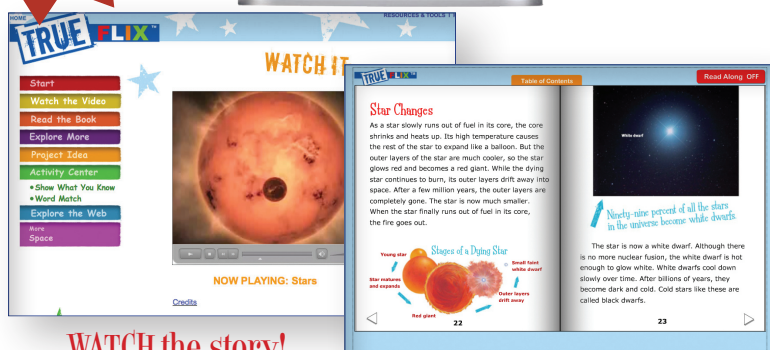 HOME
RESOURCES & TOOLS
TRUE FLIX™
WATCH IT
Start
Watch the Video
Read the Book
Explore More
Project Idea
Activity Center
•Show What You Know
•Word Match
Explore the Web
More
Space
NOW PLAYING: Stars
Credits
WATCH the story!
TRUE FLIX™
Table of Contents
Read Along OFF
Star Changes
As a star slowly runs out of fuel in its core, the core
shrinks and heats up. Its high temperature causes
the rest of the star to expand like a balloon. But the
outer layers of the star are much cooler, so the star
glows red and becomes a red giant. While the dying
star continues to burn, its outer layers drift away into
space. After a few million years, the outer layers are
completely gone. The star is now much smaller.
When the star finally runs out of fuel in its core,
the fire goes out.
Stages of a Dying Star
Young star
Star matures
and expands
Red giant
Outer layers
drift away
Small faint
white dwarf
22
White dwarf
Ninety-nine percent of all the stars
in the universe become white dwarfs.
The star is now a white dwarf. Although there
is no more nuclear fusion, the white dwarf is hot
enough to glow white. White dwarfs cool down
slowly over time. After billions of years, they
become dark and cold. Cold stars like these are
called black dwarfs.
23